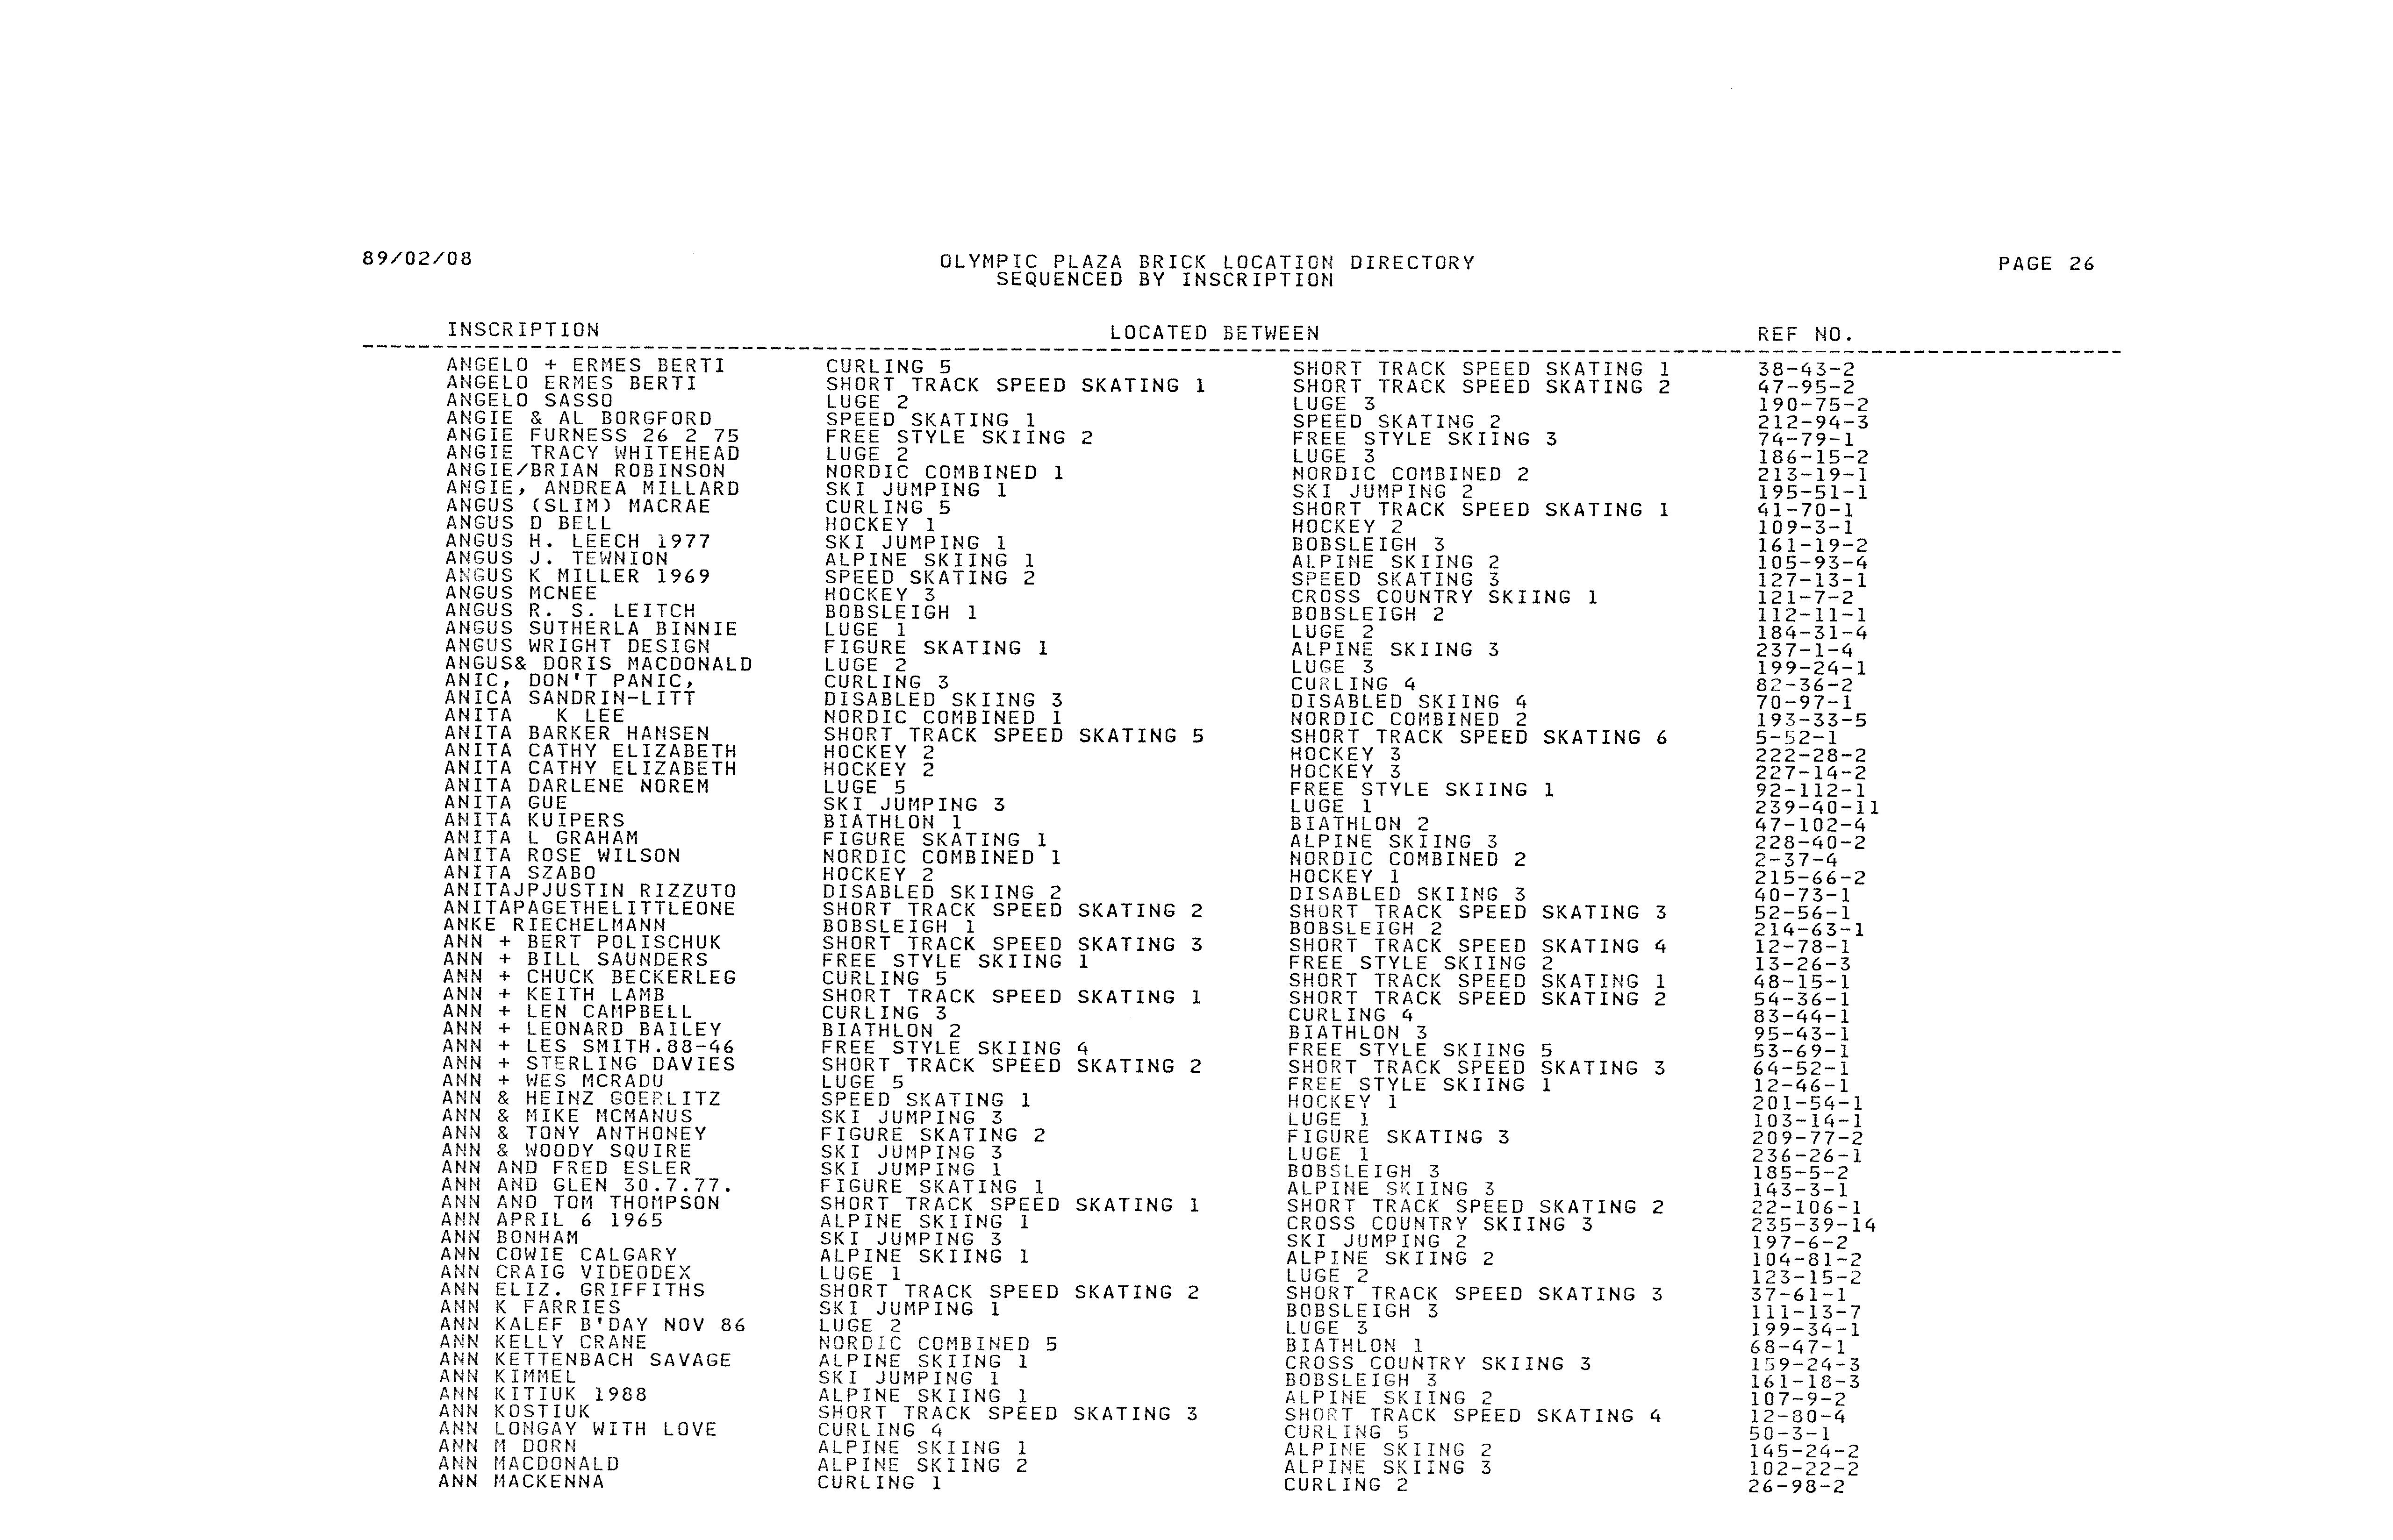 89/02/08 OLYMPIC PLAZA BRICK LOCATION DIRECTORY PAGE 26
SEQUENCED BY INSCRIPTION
INSCRIPTION LOCATED BETWEEN REF NO.
ANGELO + ERMES BERTI CURLING 5 SHORT TRACK SPEED SKATING 1 38-43-2
ANGELO ERMES BERTI SHORT TRACK SPEED SKATING 1 SHORT TRACK SPEED SKATING 2 47-95-2
ANGELO SASSO LUGE 2 LUGE 3 190-75-2
ANGIE & AL BORGFORD SPEED SKATING 1 SPEED SKATING 2 212-94-3
ANGIE FURNESS 26 2 75 FREE STYLE SKIING 2 FREE STYLE SKIING 3 74-79-1
ANGIE TRACY WHITEHEAD LUGE 2 LUGE 3 186-15-2
ANGIE/BRIAN ROBINSON NORDIC COMBINED 1 NORDIC COMBINED 2 213-19-1
ANGIE, ANDREA MILLARD SKI JUMPING 1 SKI JUMPING 2 195-51-1
ANGUS (SLIM) MACRAE CURLING 5 SHORT TRACK SPEED SKATING 1 41-70-1
ANGUS D BELL HOCKEY 1 HOCKEY 2 109-3-1
ANGUS H. LEECH 1977 SKI JUMPING 1 BOBSLEIGH 3 161-19-2
ANGUS J. TEWNION ALPINE SKIING 1 ALPINE SKIING 2 105-93-4
ANGUS K MILLER 1969 SPEED SKATING 2 SPEED SKATING 3 127-13-1
ANGUS MCNEE HOCKEY 3 CROSS COUNTRY SKIING 1 121-7-2
ANGUS R. S. LEITCH BOBSLEIGH 1 BOBSLEIGH 2 112-11-1
ANGUS SUTHERLA BINNIE LUGE 1 LUGE 2 184-31-4
ANGUS WRIGHT DESIGN FIGURE SKATING 1 ALPINE SKIING 3 237-1-4
ANGUS& DORIS MACDONALD LUGE 2 LUGE 3 199-24-1
ANIC, DON'T PANIC, CURLING 3 CURLING 4 82-36-2
ANICA SANDRIN-LITT DISABLED SKIING 3 DISABLED SKIING 4 70-97-1
ANITA K LEE NORDIC COMBINED 1 NORDIC COMBINED 2 193-33-5
ANITA BARKER HANSEN SHORT TRACK SPEED SKATING 5 SHORT TRACK SPEED SKATING 6 5-52-1
ANITA CATHY ELIZABETH HOCKEY 2 HOCKEY 3 222-28-2
ANITA CATHY ELIZABETH HOCKEY 2 HOCKEY 3 227-14-2
ANITA DARLENE NOREM LUGE 5 FREE STYLE SKIING 1 92-112-1
ANITA GUE SKI JUMPING 3 LUGE 1 239-40-11
ANITA KUIPERS BIATHLON 1 BIATHLON 2 47-102-4
ANITA L GRAHAM FIGURE SKATING 1 ALPINE SKIING 3 228-40-2
ANITA ROSE WILSON NORDIC COMBINED 1 NORDIC COMBINED 2 2-37-4
ANITA SZABO HOCKEY 2 HOCKEY 1 215-66-2
ANITAJPJUSTIN RIZZUTO DISABLED SKIING 2 DISABLED SKIING 3 40-73-1
ANITAPAGETHELITTLEONE SHORT TRACK SPEED SKATING 2 SHORT TRACK SPEED SKATING 3 52-56-1
ANKE RIECHELMANN BOBSLEIGH 1 BOBSLEIGH 2 214-63-1
ANN + BERT POLISCHUK SHORT TRACK SPEED SKATING 3 SHORT TRACK SPEED SKATING 4 12-78-1
ANN + BILL SAUNDERS FREE STYLE SKIING 1 FREE STYLE SKIING 2 13-26-3
ANN + CHUCK BECKERLEG CURLING 5 SHORT TRACK SPEED SKATING 1 48-15-1
ANN + KEITH LAMB SHORT TRACK SPEED SKATING 1 SHORT TRACK SPEED SKATING 2 54-36-1
ANN + LEN CAMPBELL CURLING 3 CURLING 4 83-44-1
ANN + LEONARD BAILEY BIATHLON 2 BIATHLON 3 95-43-1
ANN + LES SMITH.88-46 FREE STYLE SKIING 4 FREE STYLE SKIING 5 53-69-1
ANN + STERLING DAVIES SHORT TRACK SPEED SKATING 2 SHORT TRACK SPEED SKATING 3 64-52-1
ANN + WES MCRADU LUGE 5 FREE STYLE SKIING 1 12-46-1
ANN & HEINZ GOERLITZ SPEED SKATING 1 HOCKEY 1 201-54-1
ANN & MIKE MCMANUS SKI JUMPING 3 LUGE 1 103-14-1
ANN & TONY ANTHONEY FIGURE SKATING 2 FIGURE SKATING 3 209-77-2
ANN & WOODY SQUIRE SKI JUMPING 3 LUGE 1 236-26-1
ANN AND FRED ESLER SKI JUMPING 1 BOBSLEIGH 3 185-5-2
ANN AND GLEN 30.7.77. FIGURE SKATING 1 ALPINE SKIING 3 143-3-1
ANN AND TOM THOMPSON SHORT TRACK SPEED SKATING 1 SHORT TRACK SPEED SKATING 2 22-106-1
ANN APRIL 6 1965 ALPINE SKIING 1 CROSS COUNTRY SKIING 3 235-39-14
ANN BONHAM SKI JUMPING 3 SKI JUMPING 2 197-6-2
ANN COWIE CALGARY ALPINE SKIING 1 ALPINE SKIING 2 104-81-2
ANN CRAIG VIDEODEX LUGE 1 LUGE 2 123-15-2
ANN ELIZ. GRIFFITHS SHORT TRACK SPEED SKATING 2 SHORT TRACK SPEED SKATING 3 37-61-1
ANN K FARRIES SKI JUMPING 1 BOBSLEIGH 3 111-13-7
ANN KALEF B'DAY NOV 86 LUGE 2 LUGE 3 199-34-1
ANN KELLY CRANE NORDIC COMBINED 5 BIATHLON 1 68-47-1
ANN KETTENBACH SAVAGE ALPINE SKIING 1 CROSS COUNTRY SKIING 3 159-24-3
ANN KIMMEL SKI JUMPING 1 BOBSLEIGH 3 161-18-3
ANN KITIUK 1988 ALPINE SKIING 1 ALPINE SKIING 2 107-9-2
ANN KOSTIUK SHORT TRACK SPEED SKATING 3 SHORT TRACK SPEED SKATING 4 12-80-4
ANN LONGAY WITH LOVE CURLING 4 CURLING 5 50-3-1
ANN M DORN ALPINE SKIING 1 ALPINE SKIING 2 145-24-2
ANN MACDONALD ALPINE SKIING 2 ALPINE SKIING 3 102-22-2
ANN MACKENNA CURLING 1 CURLING 2 26-98-2